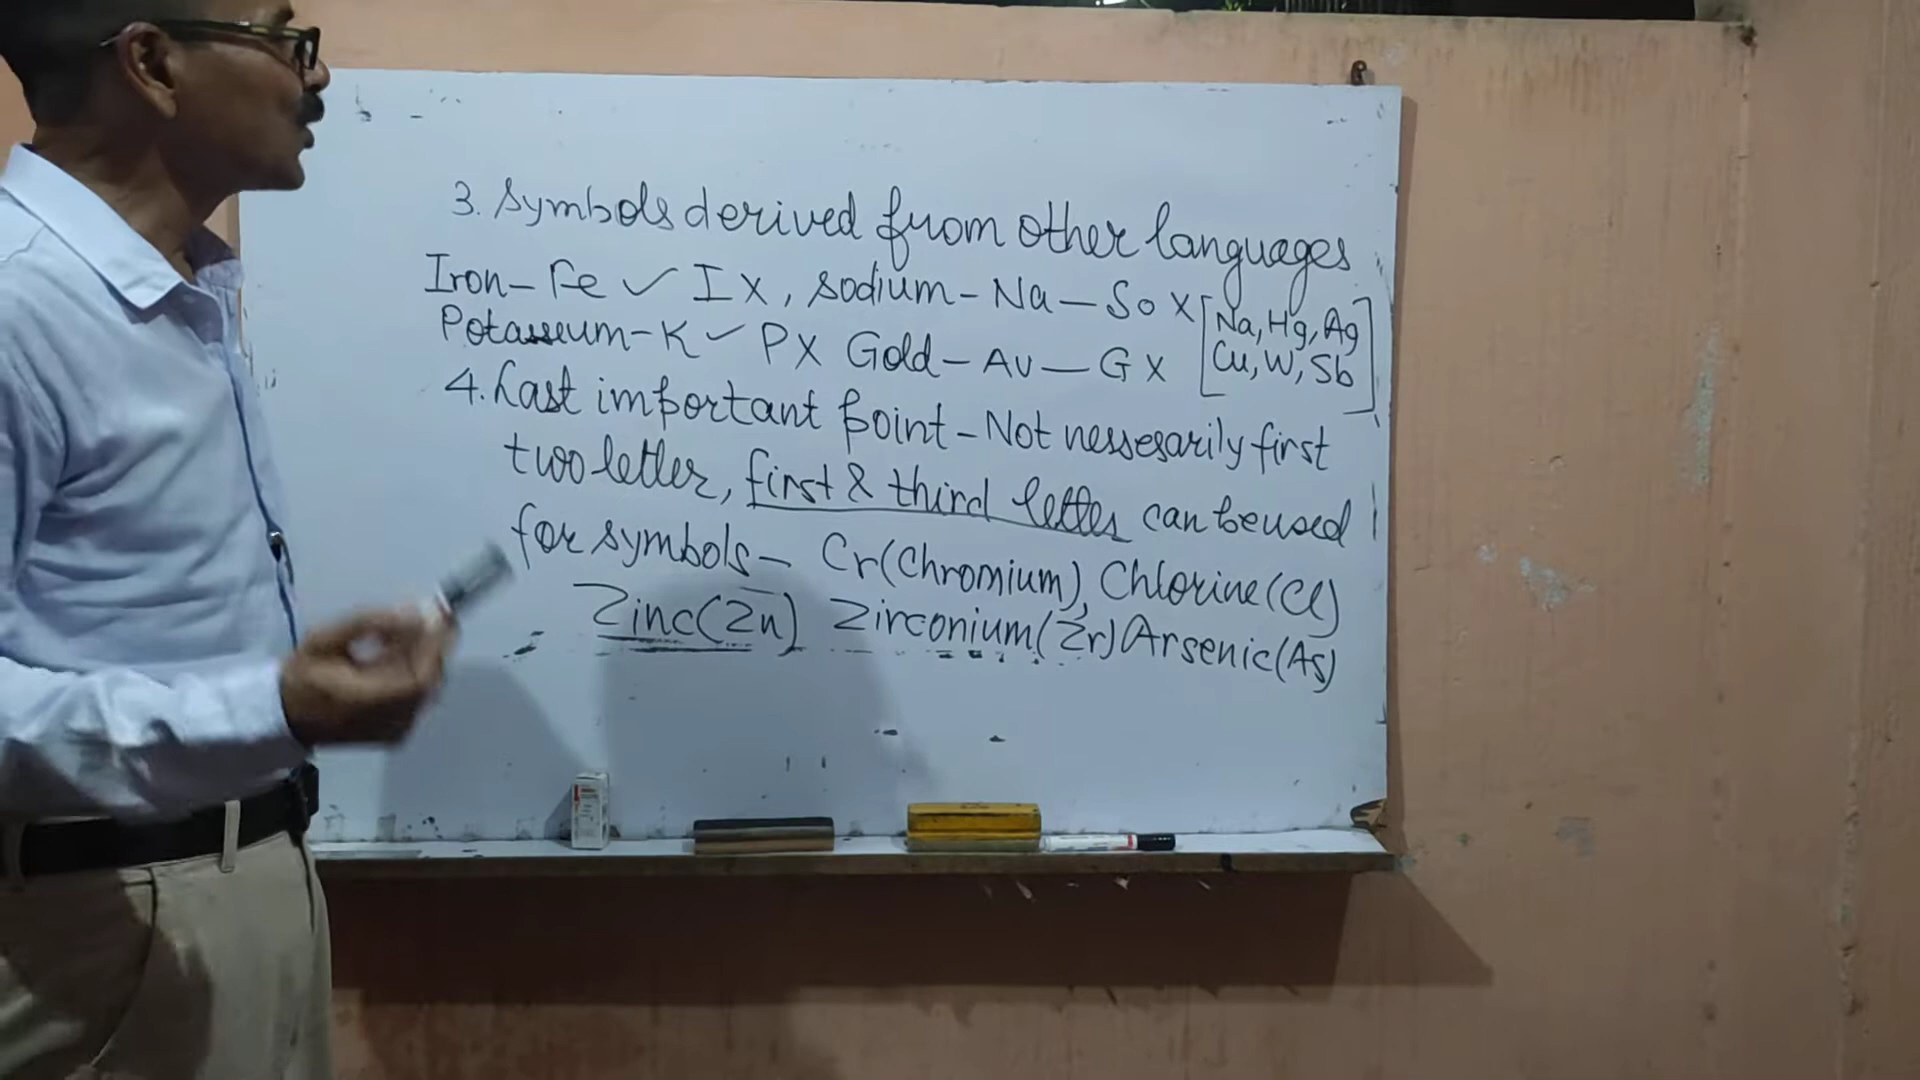 3. Symbols derived from other languages
Iron - Fe ✓ I X, Sodium - Na - So X [Na, Hg, Ag
Potasseum - K ✓ P X Gold - Au - G X Cu, W, Sb]
4. Last important point - Not nessesarily first
two letter, first & third letter can be used
for symbols - Cr (Chromium), Chlorine (Cl)
Zinc (Zn) Zirconium (Zr) Arsenic (As)